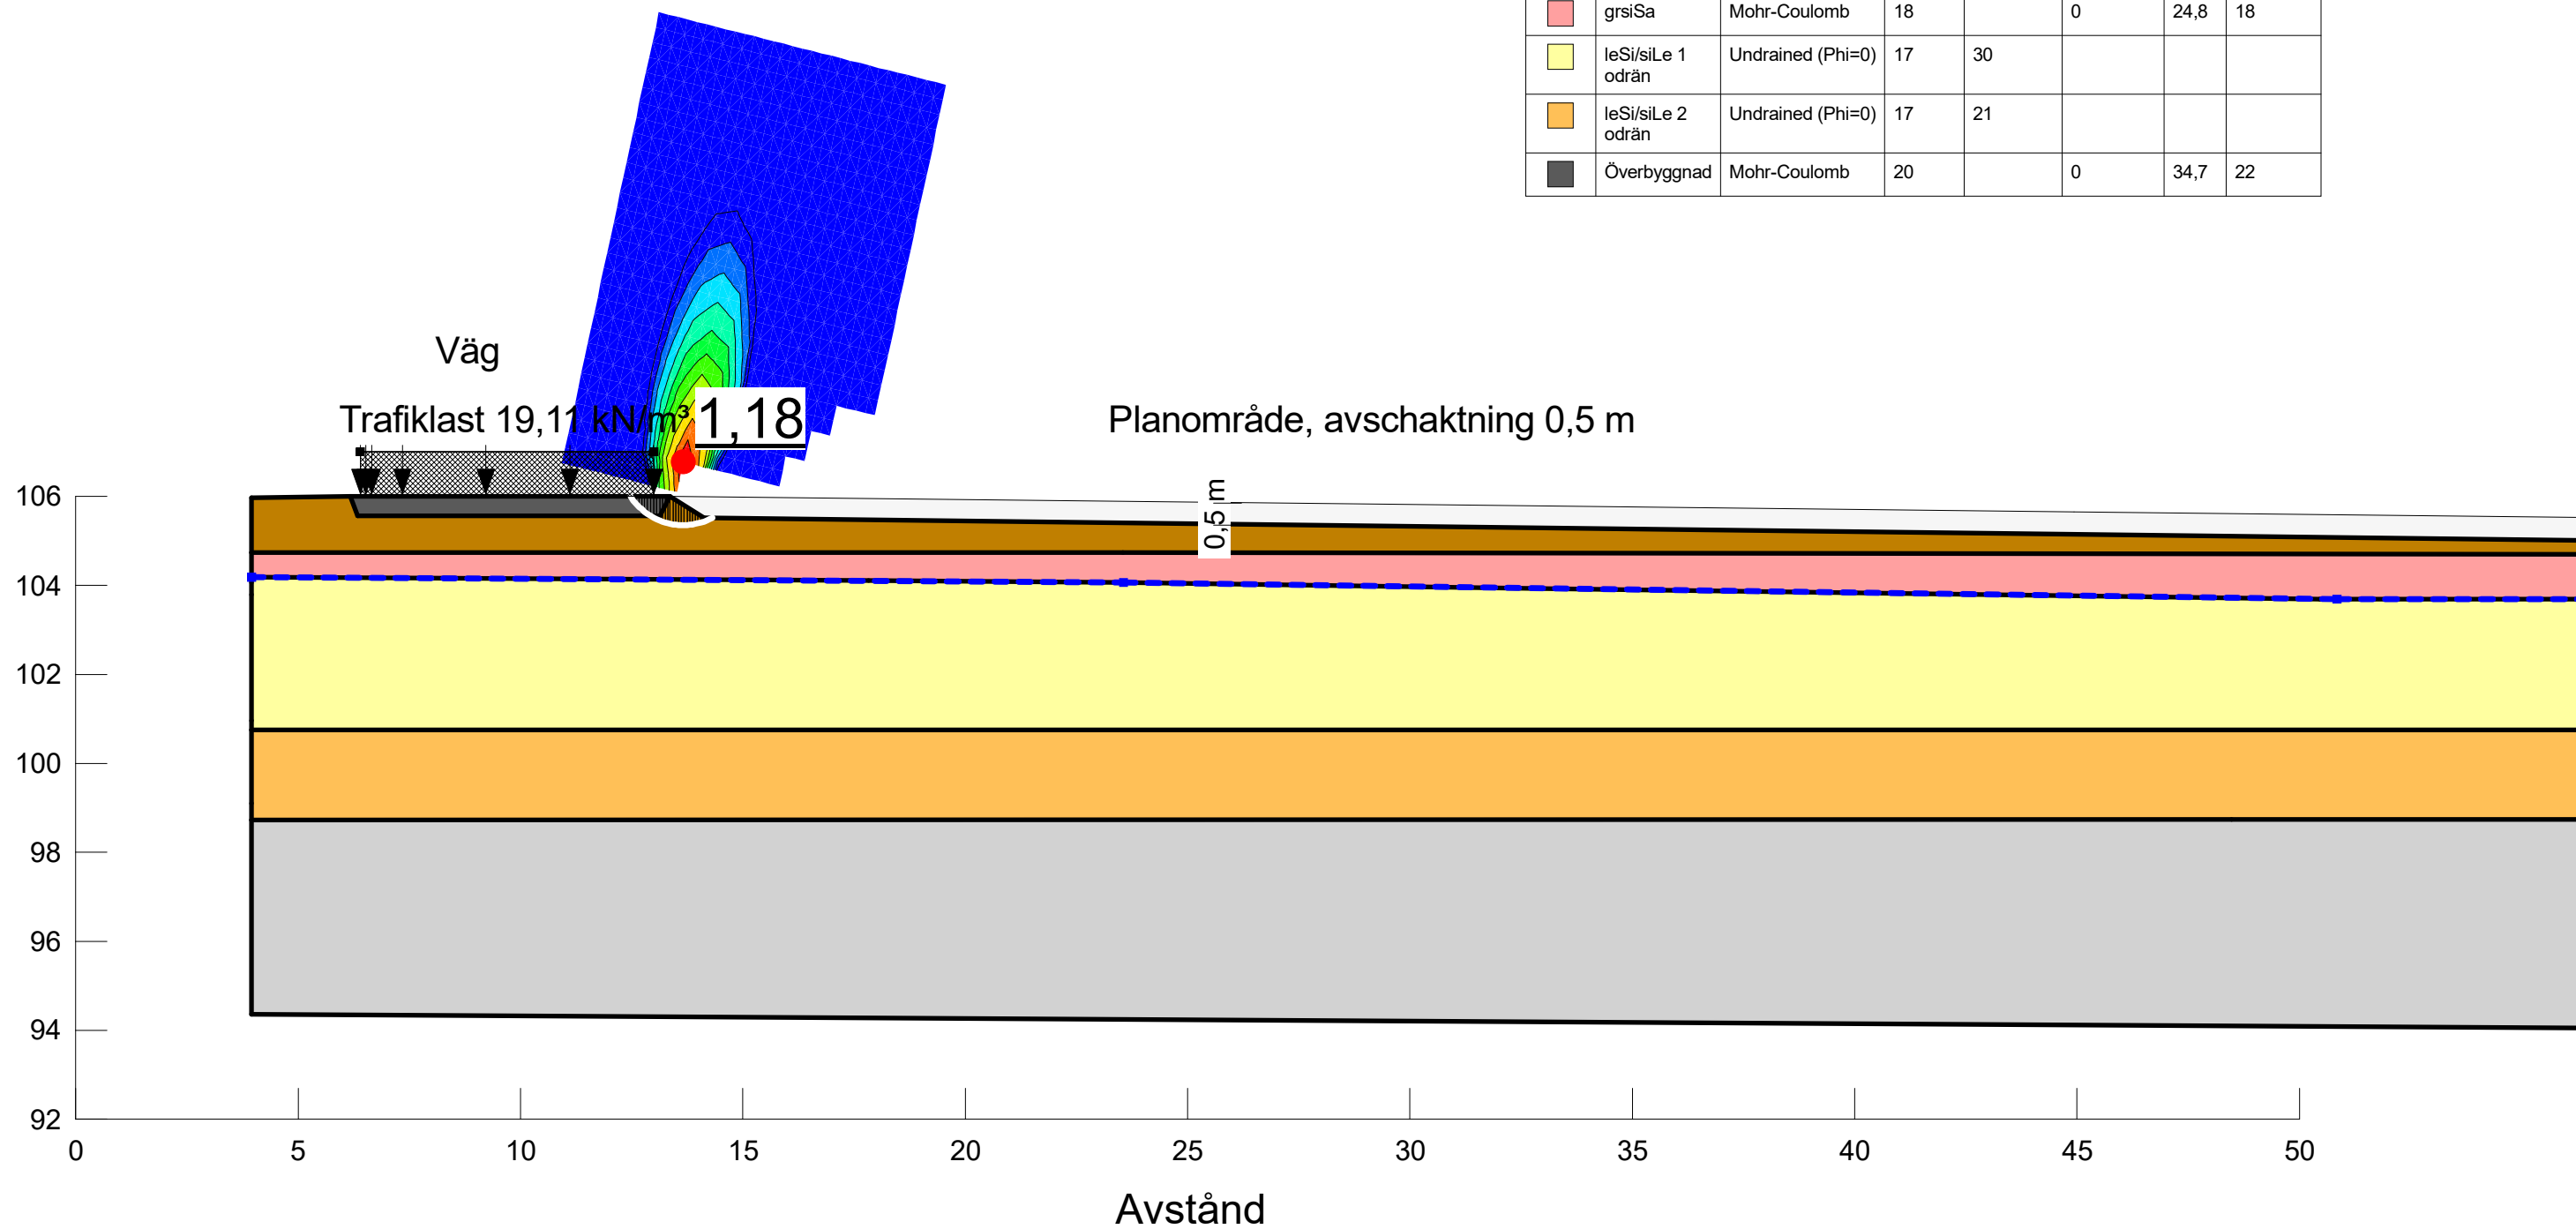 grsiSa Mohr-Coulomb 18 0 24,8 18
leSi/siLe 1 Undrained (Phi=0) 17 30
odrän
leSi/siLe 2 Undrained (Phi=0) 17 21
odrän
Överbyggnad Mohr-Coulomb 20 0 34,7 22
Väg
Trafiklast 19,11 kN/m³
1,18
Planområde, avschaktning 0,5 m
0,5 m
106
104
102
100
98
96
94
92
0 5 10 15 20 25 30 35 40 45 50
Avstånd